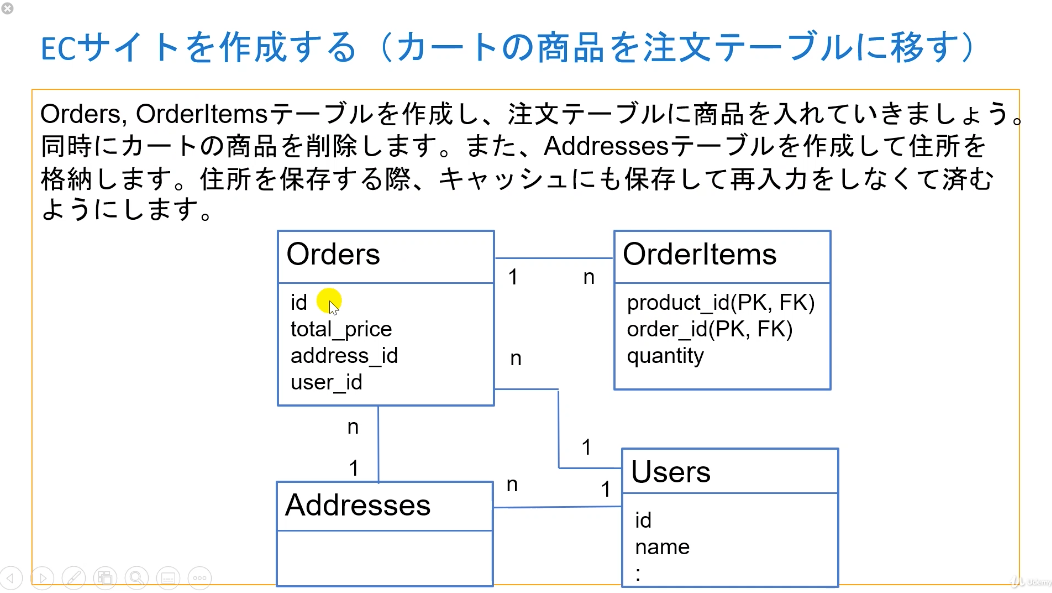 ECサイトを作成する（カートの商品を注文テーブルに移す）
Orders, OrderItemsテーブルを作成し、注文テーブルに商品を入れていきましょう。
同時にカートの商品を削除します。また、Addressesテーブルを作成して住所を
格納します。住所を保存する際、キャッシュにも保存して再入力をしなくて済む
ようにします。
Orders
1
n
OrderItems
id
total_price
address_id
user_id
product_id(PK, FK)
order_id(PK, FK)
quantity
n
n
1
1
Addresses
n
1
Users
id
name
:
Udemy